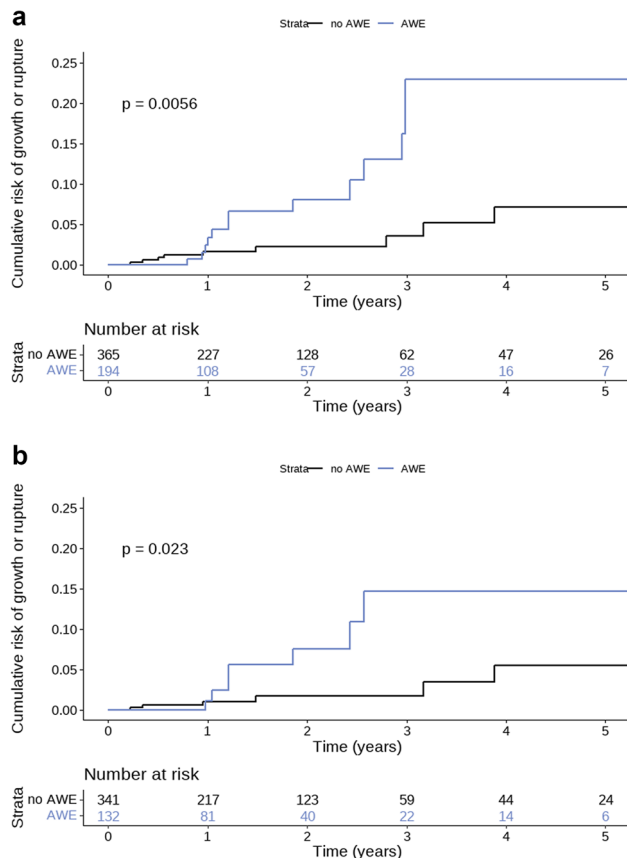 a
Strata no AWE AWE
Cumulative risk of growth or rupture
0.25
0.20
0.15
0.10
0.05
0.00
p = 0.0056
0 1 2 3 4 5
Time (years)
Number at risk
Strata
no AWE 365 227 128 62 47 26
AWE 194 108 57 28 16 7
0 1 2 3 4 5
Time (years)
b
Strata no AWE AWE
Cumulative risk of growth or rupture
0.25
0.20
0.15
0.10
0.05
0.00
p = 0.023
0 1 2 3 4 5
Time (years)
Number at risk
Strata
no AWE 341 217 123 59 44 24
AWE 132 81 40 22 14 6
0 1 2 3 4 5
Time (years)